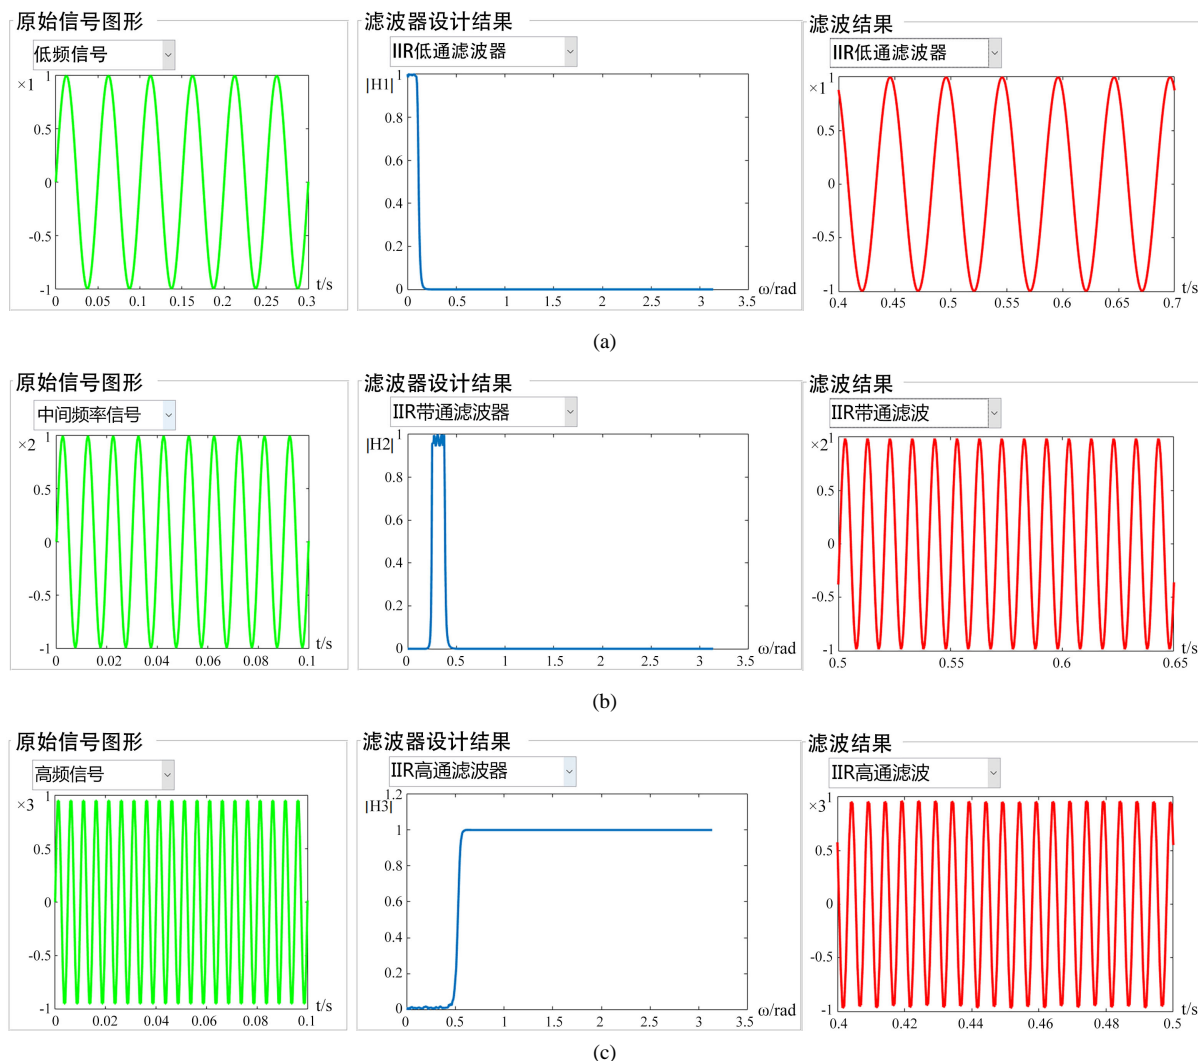 原始信号图形 滤波器设计结果 滤波结果
低频信号 IIR低通滤波器 IIR低通滤波器
×1 1 0.5 0 -0.5 -1 t/s
0 0.05 0.1 0.15 0.2 0.25 0.3
|H1| 1 0.8 0.6 0.4 0.2 0 ω/rad
0 0.5 1 1.5 2 2.5 3 3.5
×1 1 0.5 0 -0.5 -1 t/s
0.4 0.45 0.5 0.55 0.6 0.65 0.7
(a)
原始信号图形 滤波器设计结果 滤波结果
中间频率信号 IIR带通滤波器 IIR带通滤波
×2 1 0.5 0 -0.5 -1 t/s
0 0.02 0.04 0.06 0.08 0.1
|H2| 1 0.8 0.6 0.4 0.2 0 ω/rad
0 0.5 1 1.5 2 2.5 3 3.5
×2 1 0.5 0 -0.5 -1 t/s
0.5 0.55 0.6 0.65
(b)
原始信号图形 滤波器设计结果 滤波结果
高频信号 IIR高通滤波器 IIR高通滤波
×3 1 0.5 0 -0.5 -1 t/s
0 0.02 0.04 0.06 0.08 0.1
|H3| 1.2 1 0.8 0.6 0.4 0.2 0 ω/rad
0 0.5 1 1.5 2 2.5 3 3.5
×3 1 0.5 0 -0.5 -1 t/s
0.4 0.42 0.44 0.46 0.48 0.5
(c)